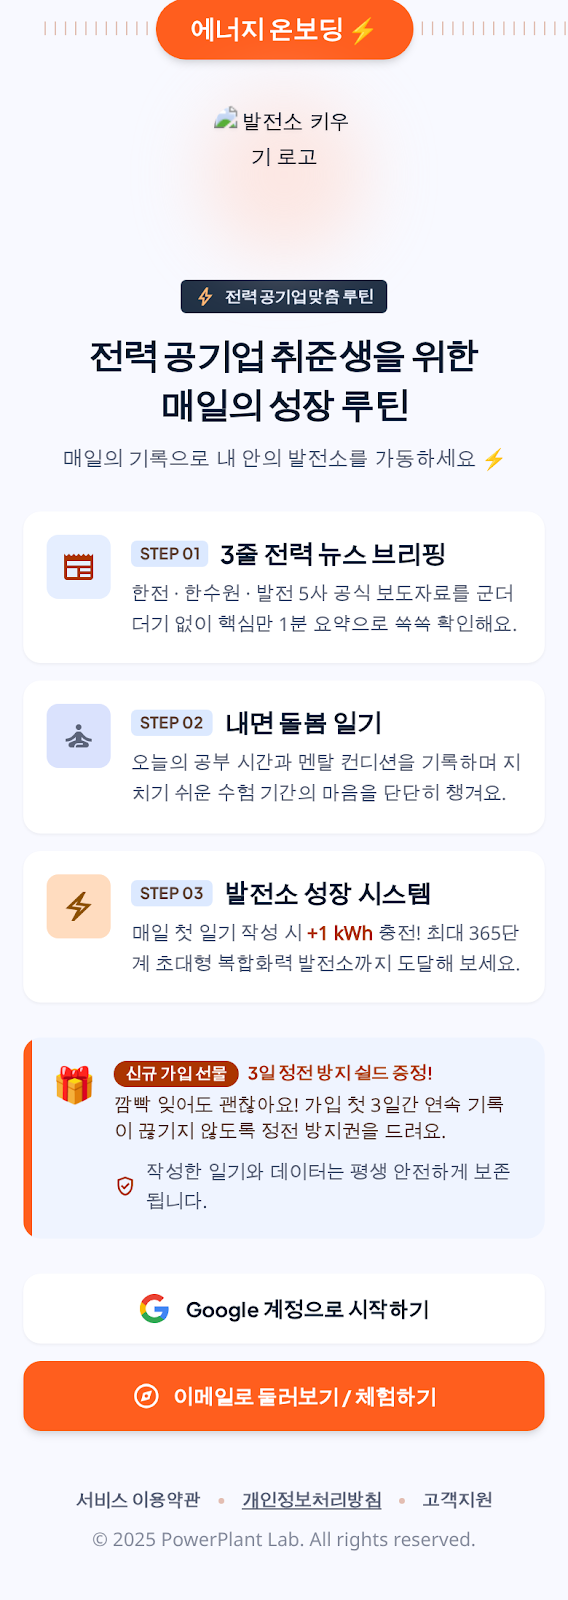 에너지 온보딩 ⚡
발전소 키우
기 로고
전력 공기업 맞춤 루틴
전력 공기업 취준생을 위한
매일의 성장 루틴
매일의 기록으로 내 안의 발전소를 가동하세요 ⚡
STEP 01 3줄 전력 뉴스 브리핑
한전 · 한수원 · 발전 5사 공식 보도자료를 군더
더기 없이 핵심만 1분 요약으로 쏙쏙 확인해요.
STEP 02 내면 돌봄 일기
오늘의 공부 시간과 멘탈 컨디션을 기록하며 지
치기 쉬운 수험 기간의 마음을 단단히 챙겨요.
STEP 03 발전소 성장 시스템
매일 첫 일기 작성 시 +1 kWh 충전! 최대 365단
계 초대형 복합화력 발전소까지 도달해 보세요.
신규 가입 선물 3일 정전 방지 쉴드 증정!
깜빡 잊어도 괜찮아요! 가입 첫 3일간 연속 기록
이 끊기지 않도록 정전 방지권을 드려요.
작성한 일기와 데이터는 평생 안전하게 보존
됩니다.
Google 계정으로 시작하기
이메일로 둘러보기 / 체험하기
서비스 이용약관 • 개인정보처리방침 • 고객지원
© 2025 PowerPlant Lab. All rights reserved.